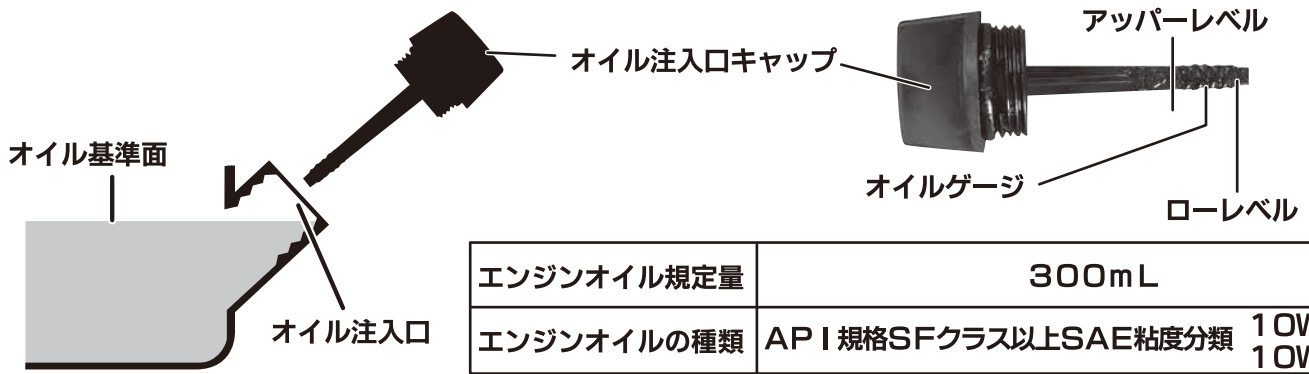 アッパーレベル
オイル注入口キャップ
オイル基準面
オイルゲージ
ローレベル
オイル注入口
エンジンオイル規定量 300mL
エンジンオイルの種類 API規格SFクラス以上SAE粘度分類 10W
10W